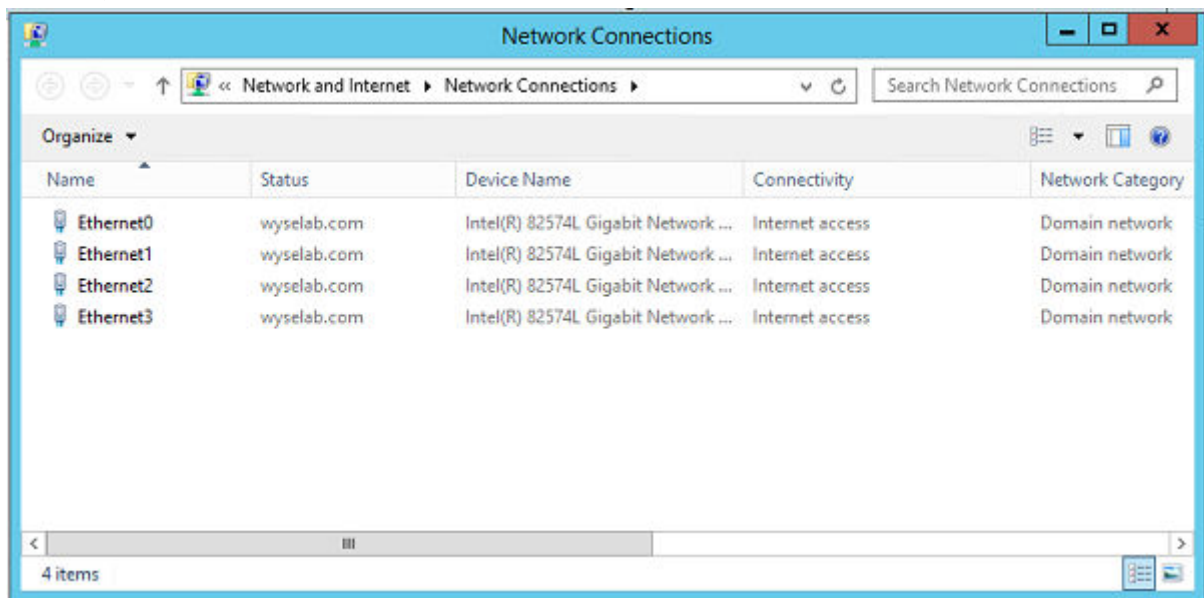 Network Connections
« Network and Internet ▸ Network Connections ▸ Search Network Connections
Organize
Name Status Device Name Connectivity Network Category
Ethernet0 wyselab.com Intel(R) 82574L Gigabit Network ... Internet access Domain network
Ethernet1 wyselab.com Intel(R) 82574L Gigabit Network ... Internet access Domain network
Ethernet2 wyselab.com Intel(R) 82574L Gigabit Network ... Internet access Domain network
Ethernet3 wyselab.com Intel(R) 82574L Gigabit Network ... Internet access Domain network
4 items